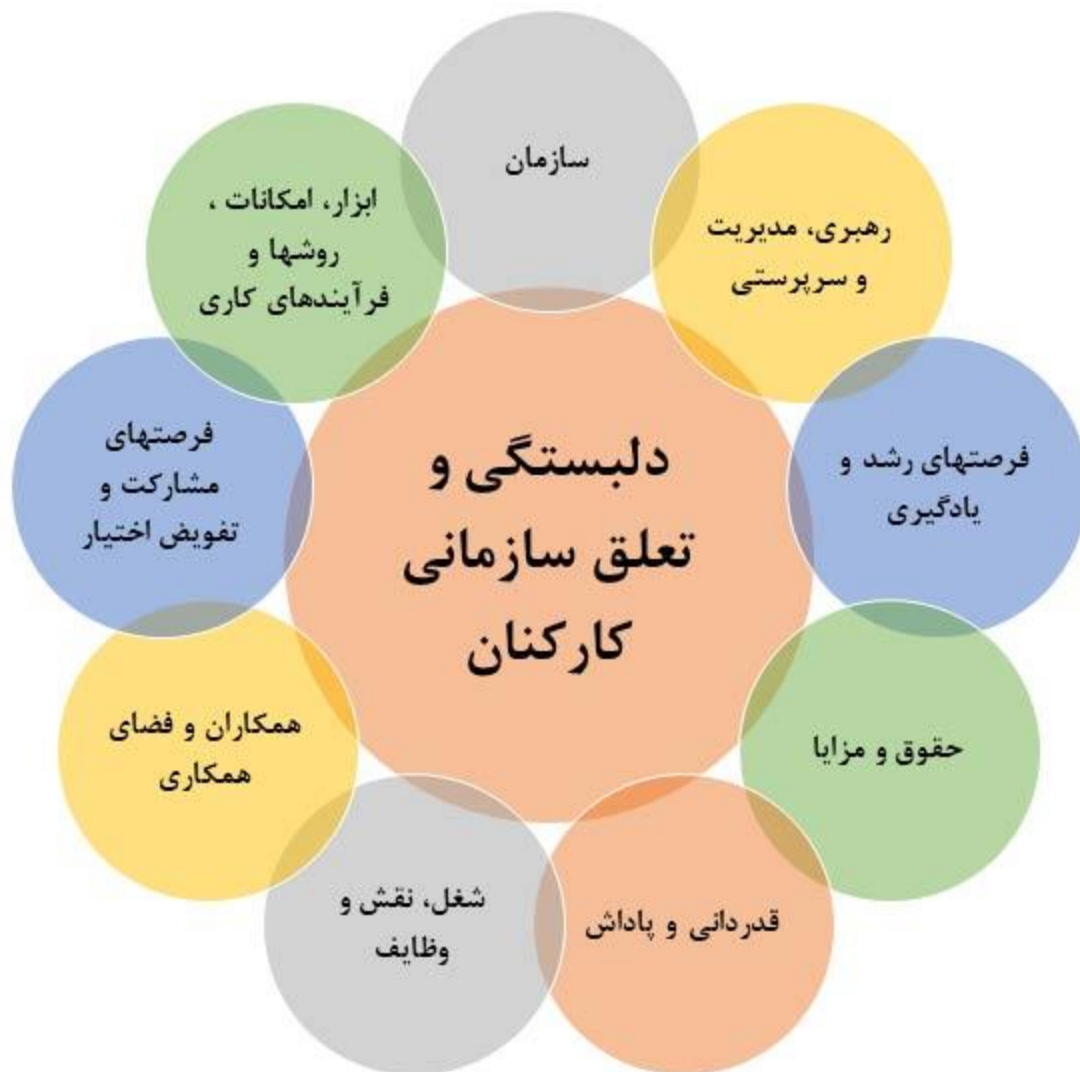 سازمان
رهبری، مدیریت
و سرپرستی
فرصتهای رشد و
یادگیری
حقوق و مزایا
قدردانی و پاداش
شغل، نقش و
وظایف
همکاران و فضای
همکاری
فرصتهای
مشارکت و
تفویض اختیار
ابزار، امکانات ،
روشها و
فرآیندهای کاری
دلبستگی و
تعلق سازمانی
کارکنان